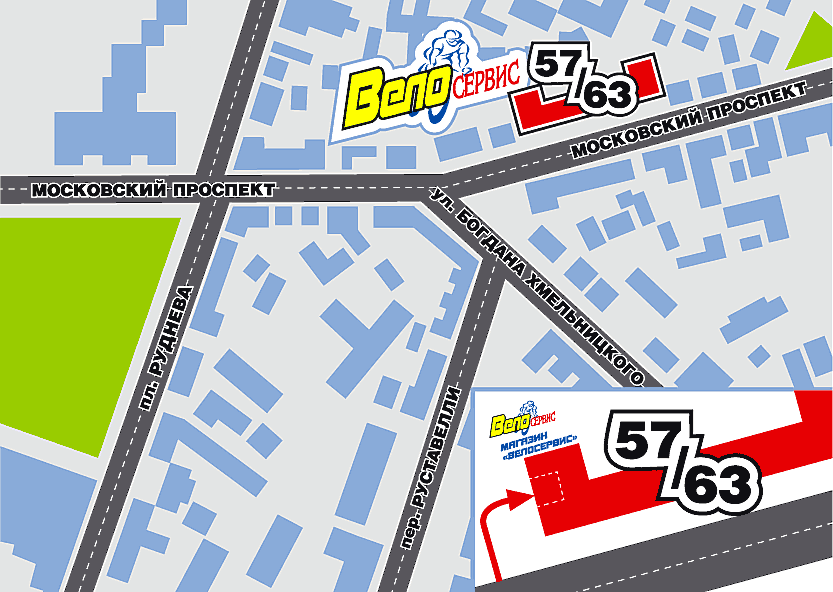 Вело СЕРВИС
57/63
МОСКОВСКИЙ ПРОСПЕКТ
МОСКОВСКИЙ ПРОСПЕКТ
ул. БОГДАНА ХМЕЛЬНИЦКОГО
пл. РУДНЕВА
пер. РУСТАВЕЛЛИ
Вело СЕРВИС
МАГАЗИН
«ВЕЛОСЕРВИС»
57/63